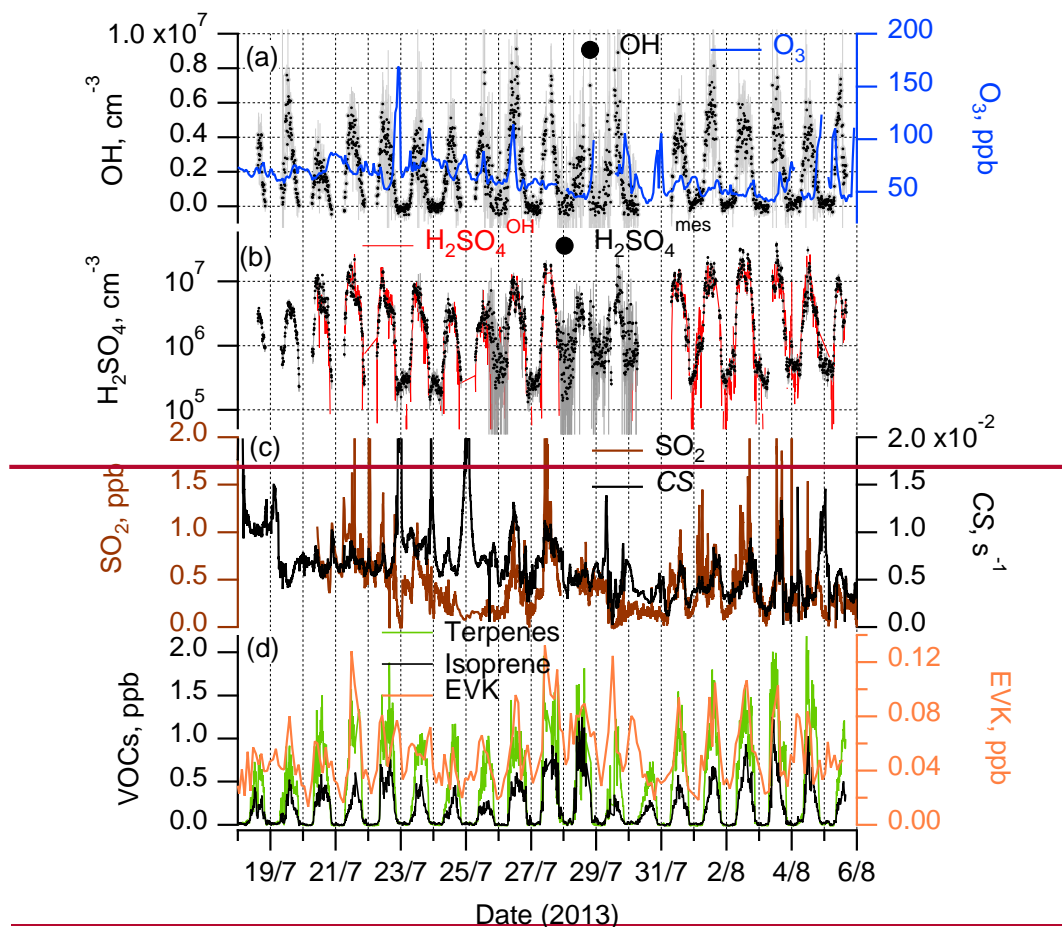 (a)
OH
O3
1.0 x10^7
0.8
0.6
0.4
0.2
0.0
OH, cm^-3
200
150
100
50
O3, ppb
(b)
H2SO4^OH
H2SO4^mes
10^7
10^6
10^5
H2SO4, cm^-3
(c)
SO2
CS
2.0
1.5
1.0
0.5
0.0
SO2, ppb
2.0 x10^-2
1.5
1.0
0.5
0.0
CS, s^-1
(d)
Terpenes
Isoprene
EVK
2.0
1.5
1.0
0.5
0.0
VOCs, ppb
0.12
0.08
0.04
0.00
EVK, ppb
19/7 21/7 23/7 25/7 27/7 29/7 31/7 2/8 4/8 6/8
Date (2013)